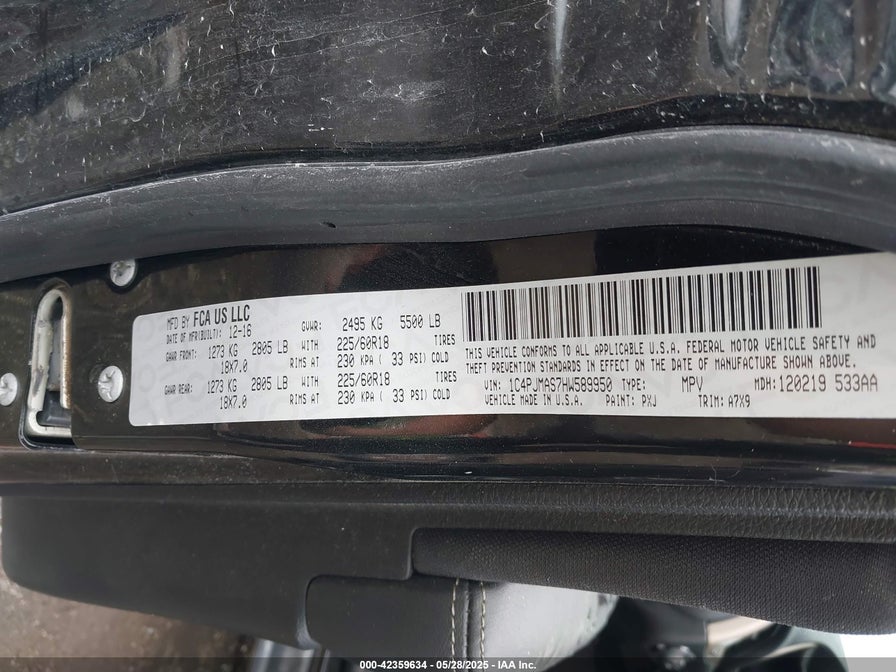 MFD BY FCA US LLC
DATE OF MFR(BUILT) 12-16 GVWR: 2495 KG 5500 LB
GAWR FRONT: 1273 KG 2805 LB WITH 225/60R18 TIRES
18X7.0 RIMS AT 230 KPA ( 33 PSI) COLD
GAWR REAR: 1273 KG 2805 LB WITH 225/60R18 TIRES
18X7.0 RIMS AT 230 KPA ( 33 PSI) COLD
THIS VEHICLE CONFORMS TO ALL APPLICABLE U.S.A. FEDERAL MOTOR VEHICLE SAFETY AND
THEFT PREVENTION STANDARDS IN EFFECT ON THE DATE OF MANUFACTURE SHOWN ABOVE.
VIN: 1C4PJMAS7HW589950 TYPE: MPV MDH:120219 533AA
VEHICLE MADE IN U.S.A. PAINT: PXJ TRIM: A7X9
000-42359634 — 05/28/2025 — IAA Inc.